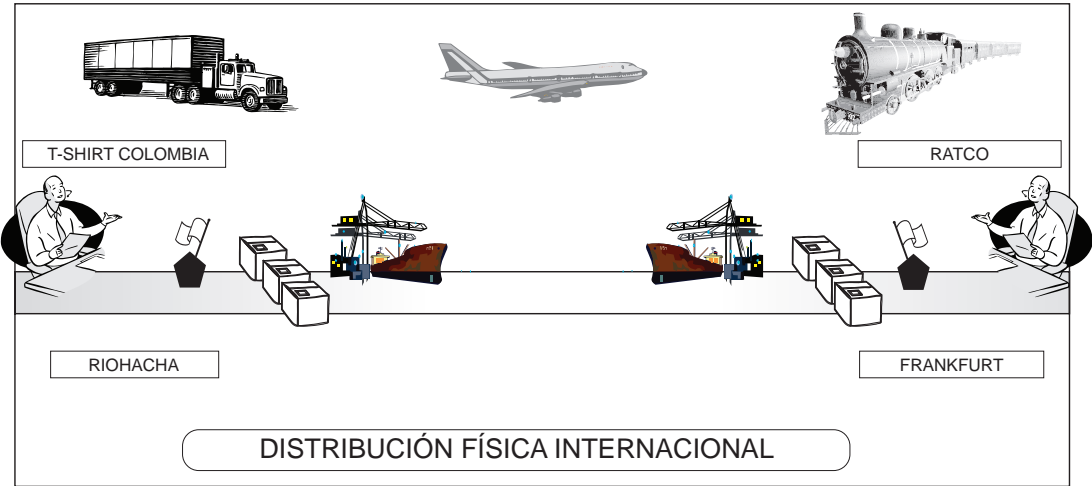 T-SHIRT COLOMBIA
RATCO
RIOHACHA
FRANKFURT
DISTRIBUCIÓN FÍSICA INTERNACIONAL